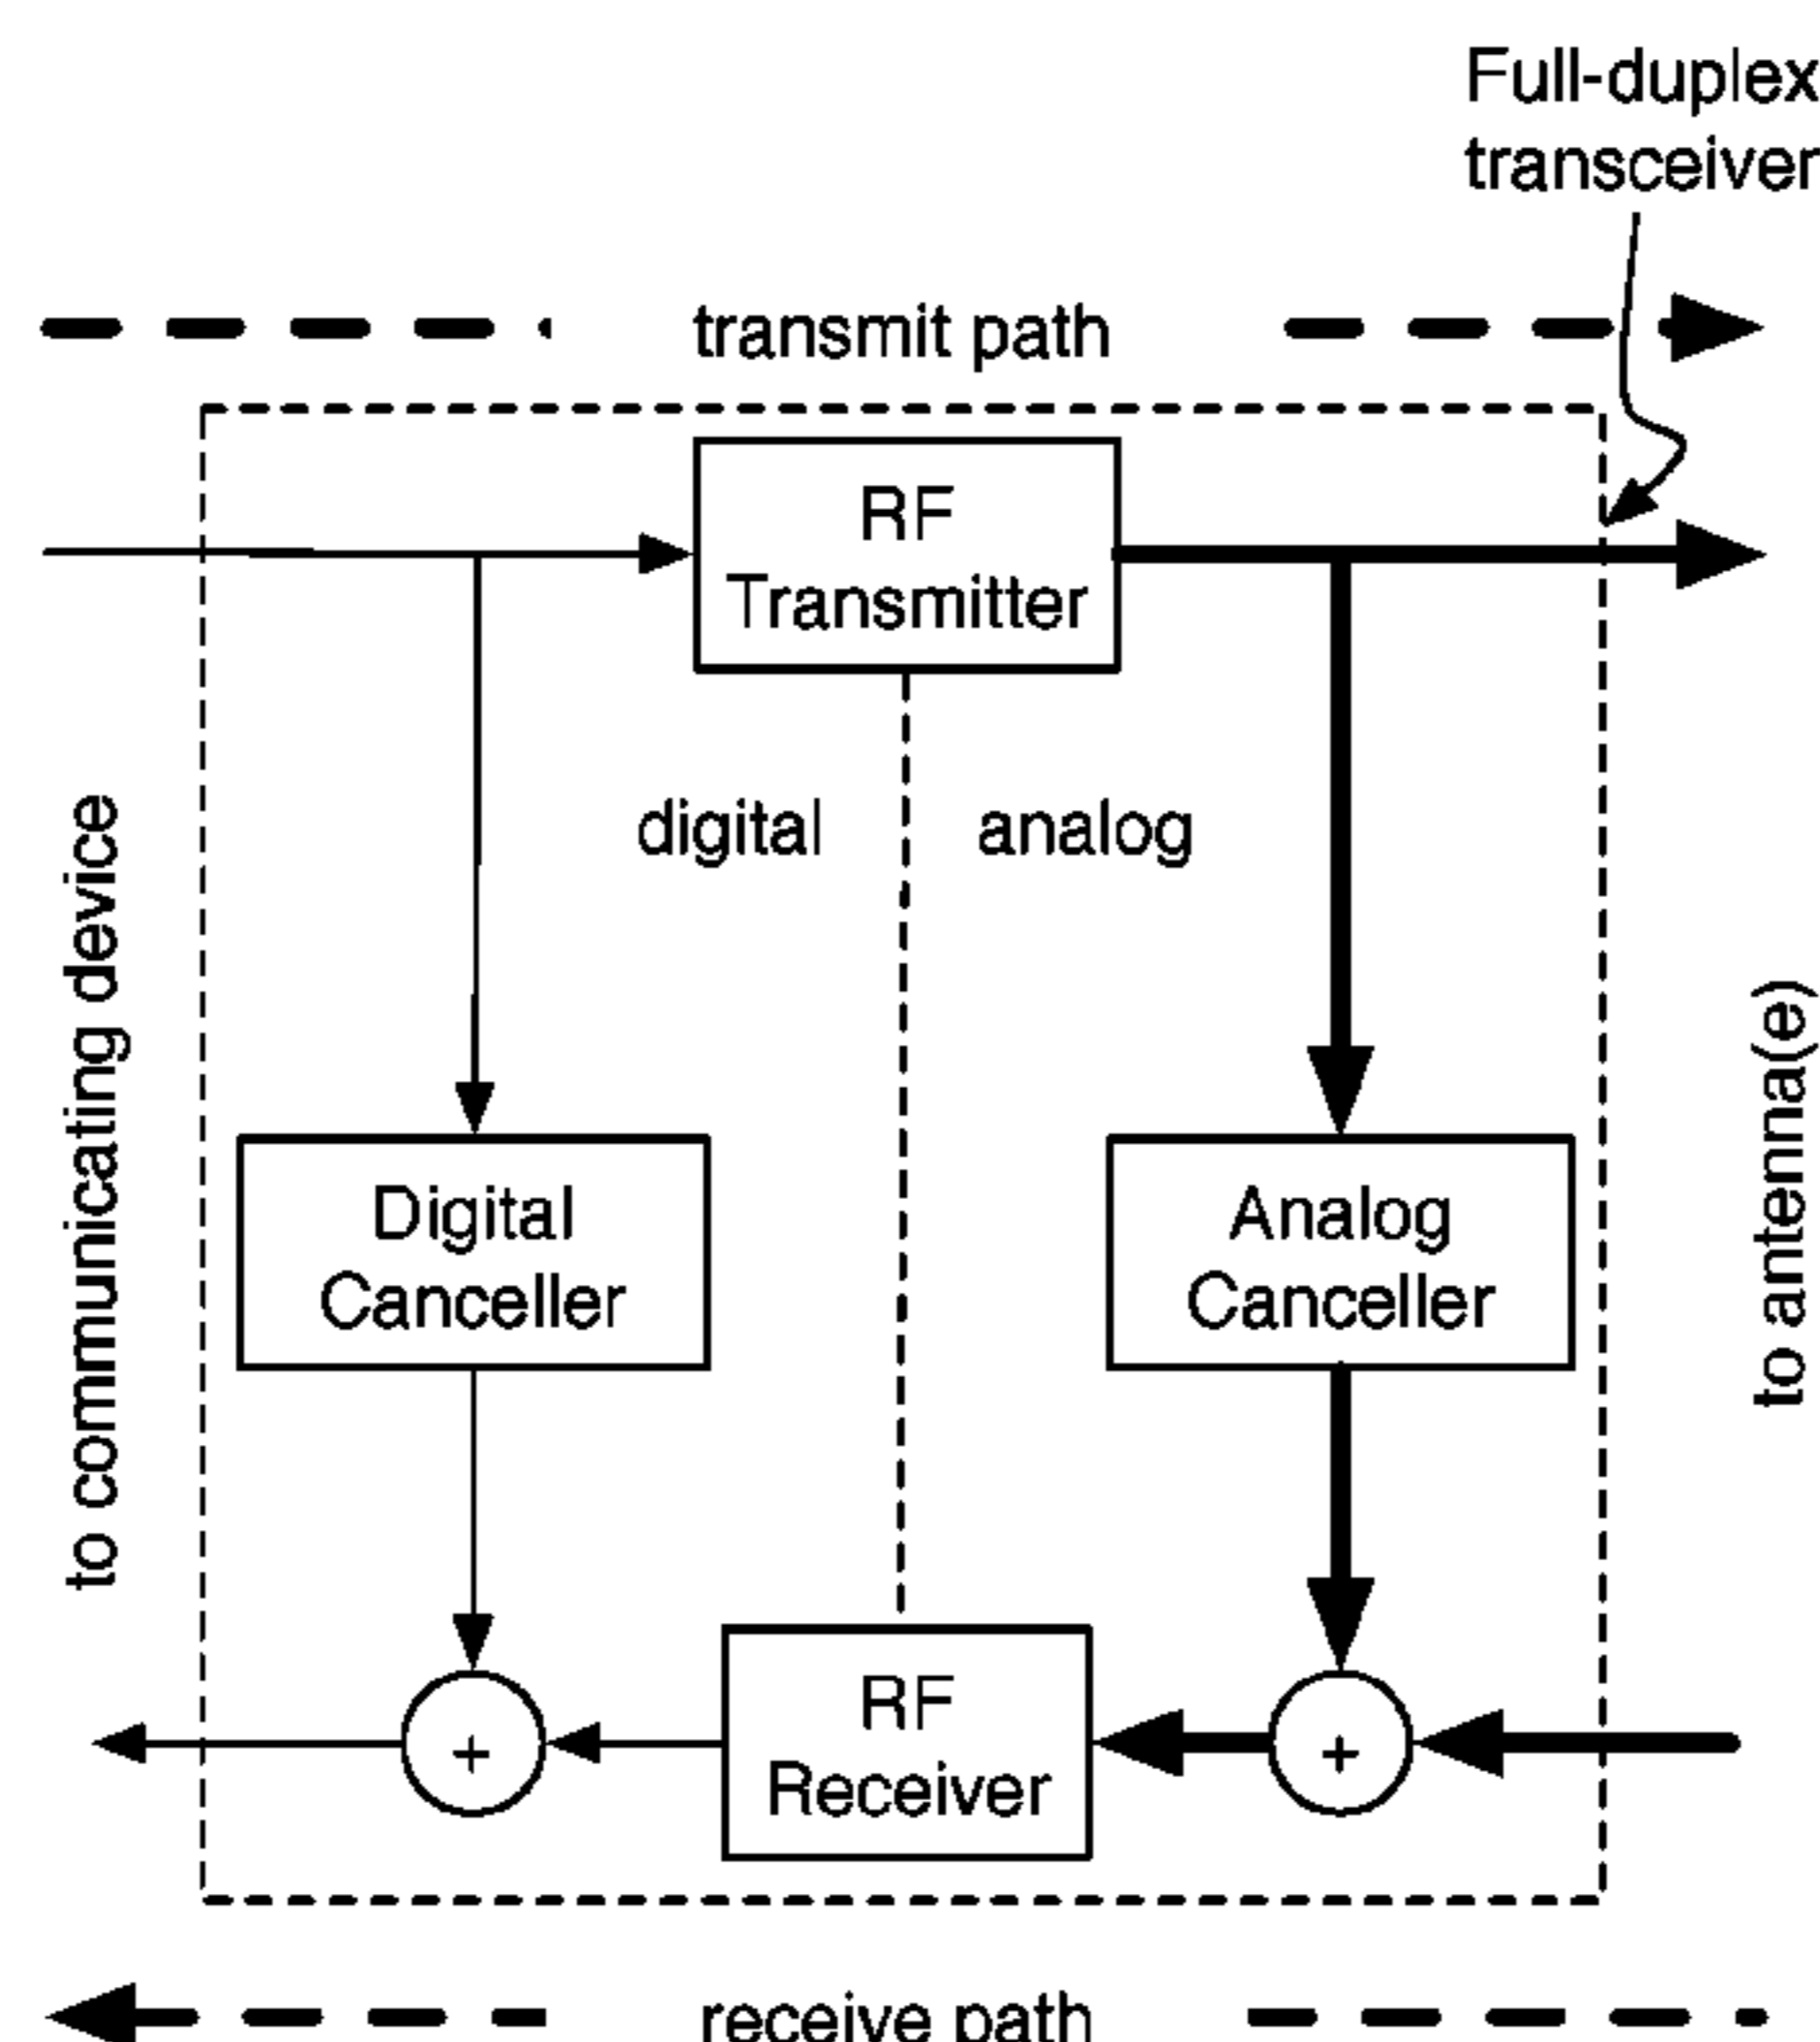 Full-duplex
transceiver
transmit path
RF
Transmitter
digital
analog
to communicating device
to antenna(e)
Digital
Canceller
Analog
Canceller
+
RF
Receiver
+
receive path